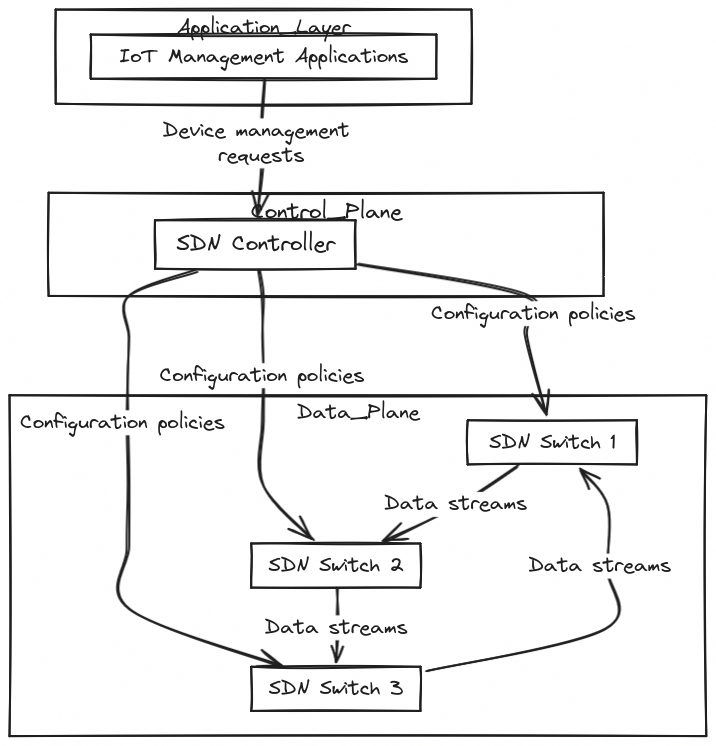 Application_Layer
IoT Management Applications
Device management
requests
Control_Plane
SDN Controller
Configuration policies
Configuration policies
Configuration policies
Data_Plane
SDN Switch 1
Data streams
SDN Switch 2
Data streams
Data streams
SDN Switch 3